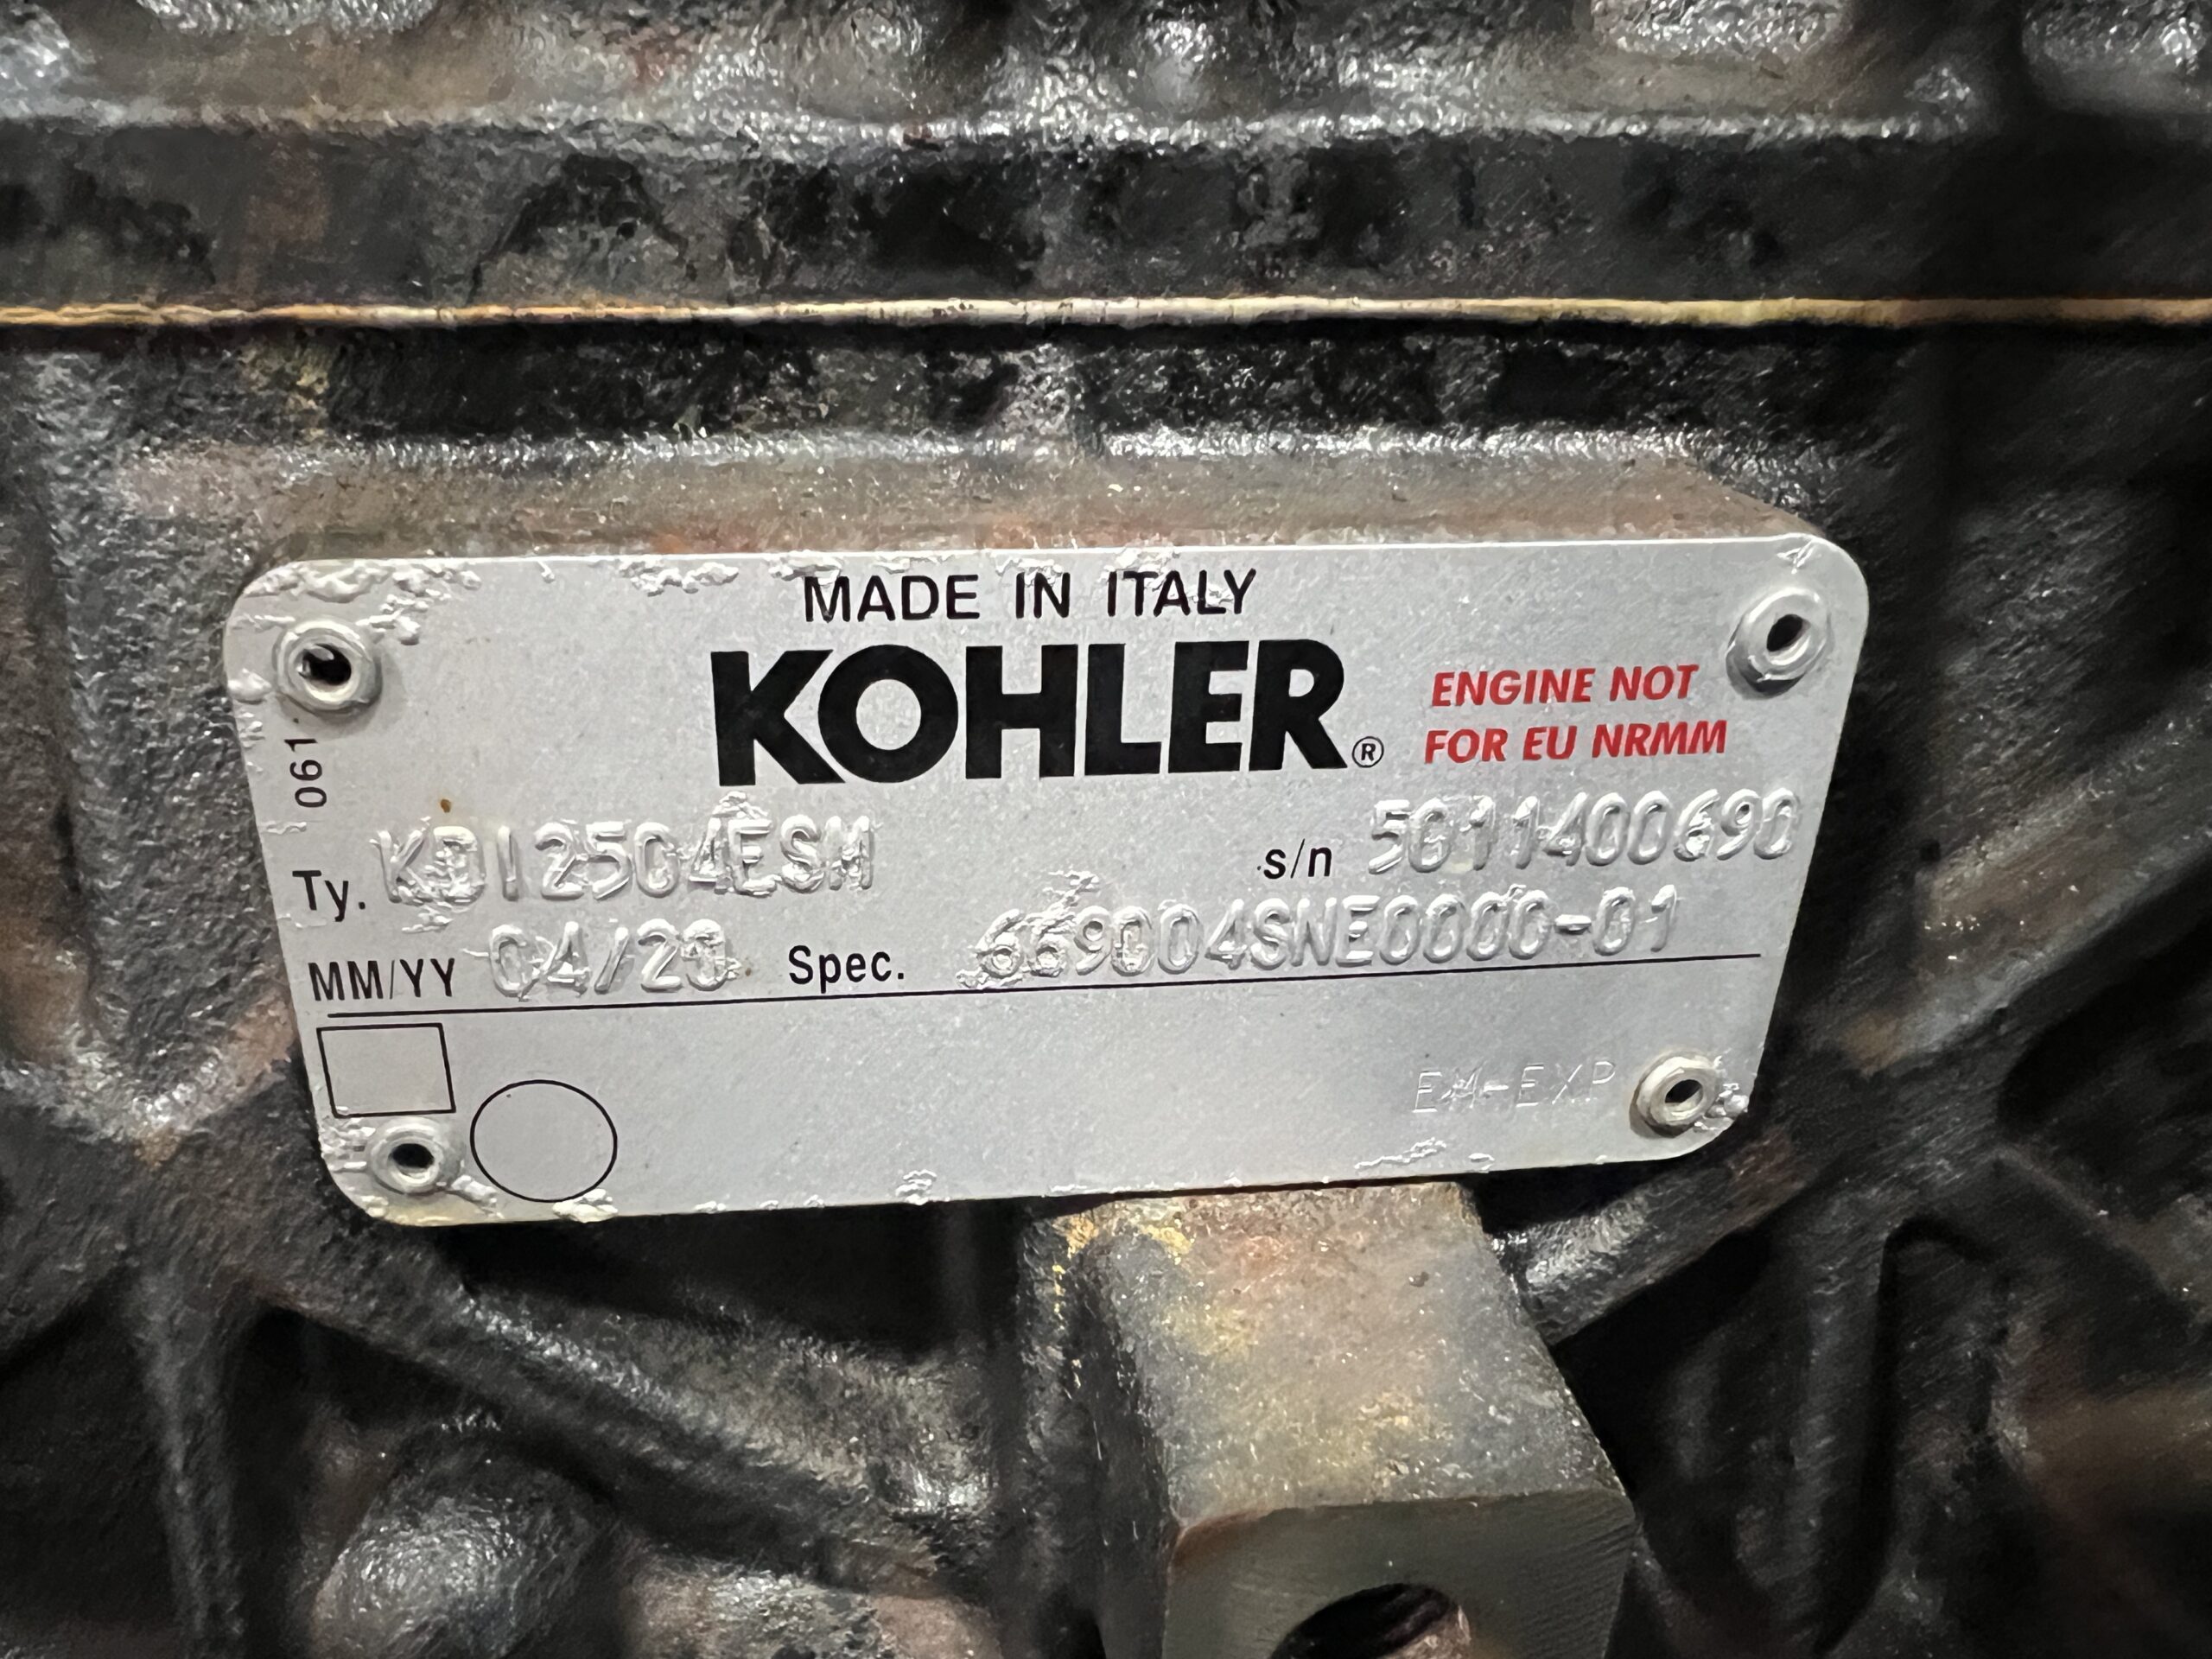 MADE IN ITALY
KOHLER®
ENGINE NOT
FOR EU NRMM
061
Ty. KDI2504ESM
s/n 5011400690
MM/YY 04/20 Spec. 669004SNE0000-01
EM-EXP